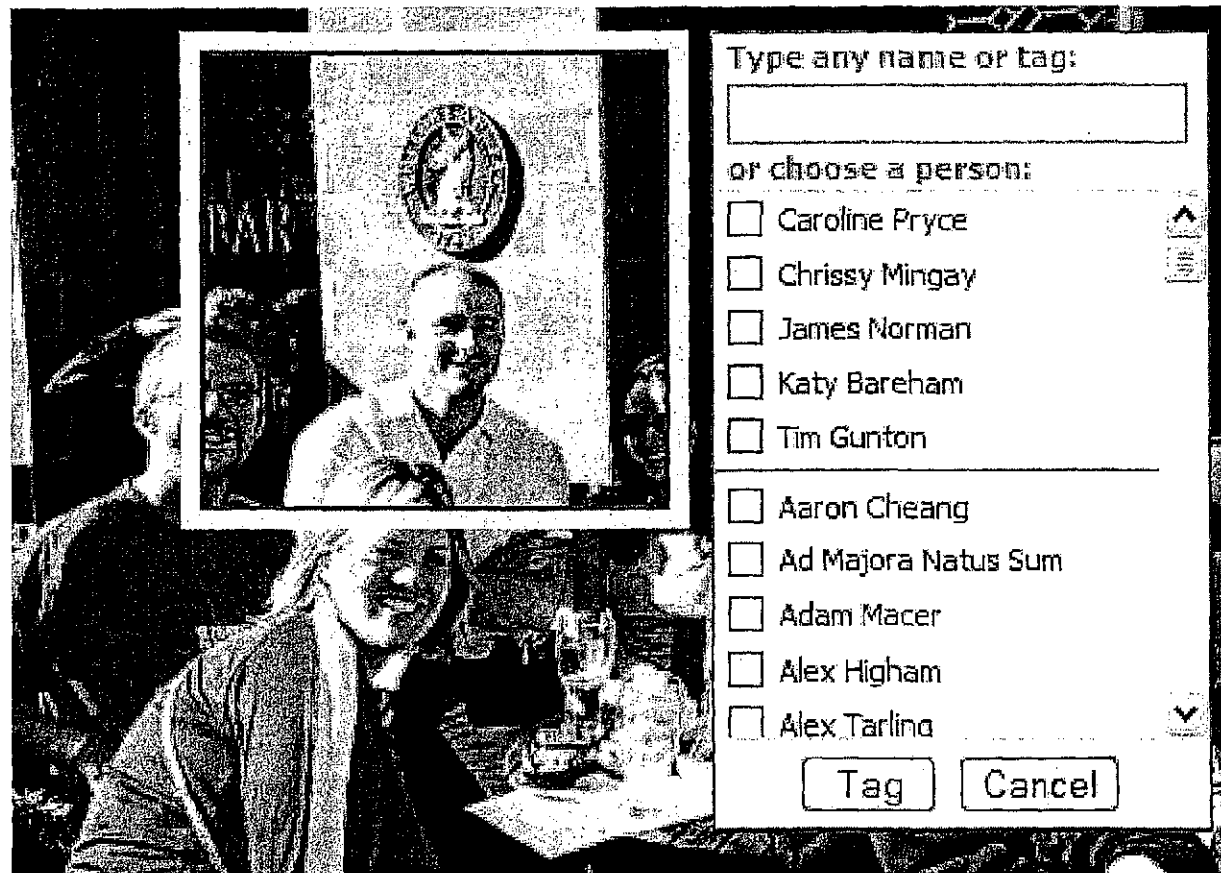 Type any name or tag:
or choose a person:
Caroline Pryce
Chrissy Mingay
James Norman
Katy Bareham
Tim Gunton
Aaron Cheang
Ad Majora Natus Sum
Adam Macer
Alex Higham
Alex Tarling
Tag
Cancel